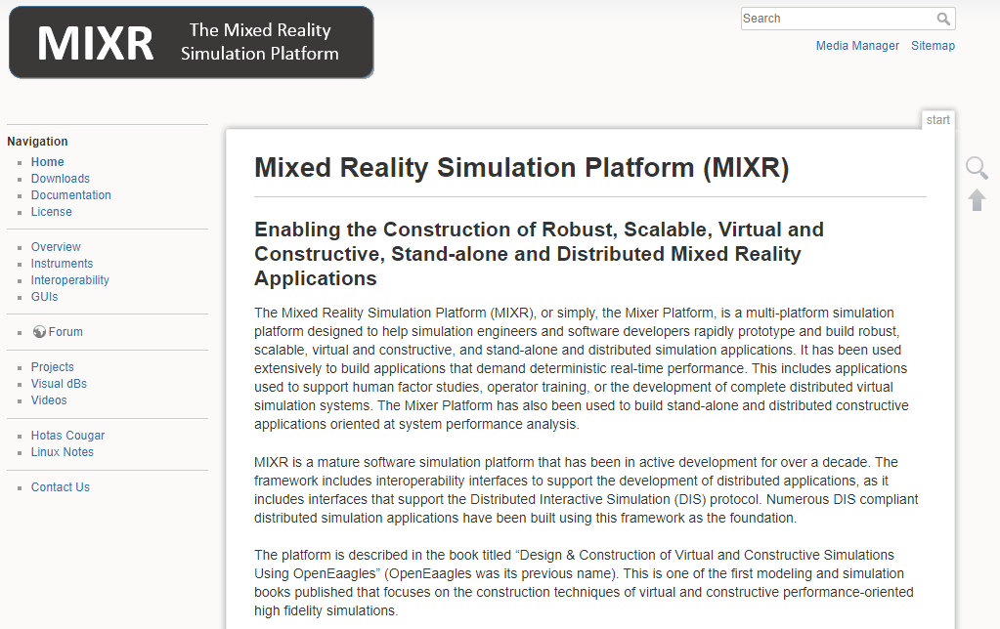 MIXR
The Mixed Reality
Simulation Platform
Search
Media Manager Sitemap
start
Navigation
Home
Downloads
Documentation
License
Overview
Instruments
Interoperability
GUIs
Forum
Projects
Visual dBs
Videos
Hotas Cougar
Linux Notes
Contact Us
Mixed Reality Simulation Platform (MIXR)
Enabling the Construction of Robust, Scalable, Virtual and
Constructive, Stand-alone and Distributed Mixed Reality
Applications
The Mixed Reality Simulation Platform (MIXR), or simply, the Mixer Platform, is a multi-platform simulation
platform designed to help simulation engineers and software developers rapidly prototype and build robust,
scalable, virtual and constructive, and stand-alone and distributed simulation applications. It has been used
extensively to build applications that demand deterministic real-time performance. This includes applications
used to support human factor studies, operator training, or the development of complete distributed virtual
simulation systems. The Mixer Platform has also been used to build stand-alone and distributed constructive
applications oriented at system performance analysis.
MIXR is a mature software simulation platform that has been in active development for over a decade. The
framework includes interoperability interfaces to support the development of distributed applications, as it
includes interfaces that support the Distributed Interactive Simulation (DIS) protocol. Numerous DIS compliant
distributed simulation applications have been built using this framework as the foundation.
The platform is described in the book titled “Design & Construction of Virtual and Constructive Simulations
Using OpenEaagles” (OpenEaagles was its previous name). This is one of the first modeling and simulation
books published that focuses on the construction techniques of virtual and constructive performance-oriented
high fidelity simulations.